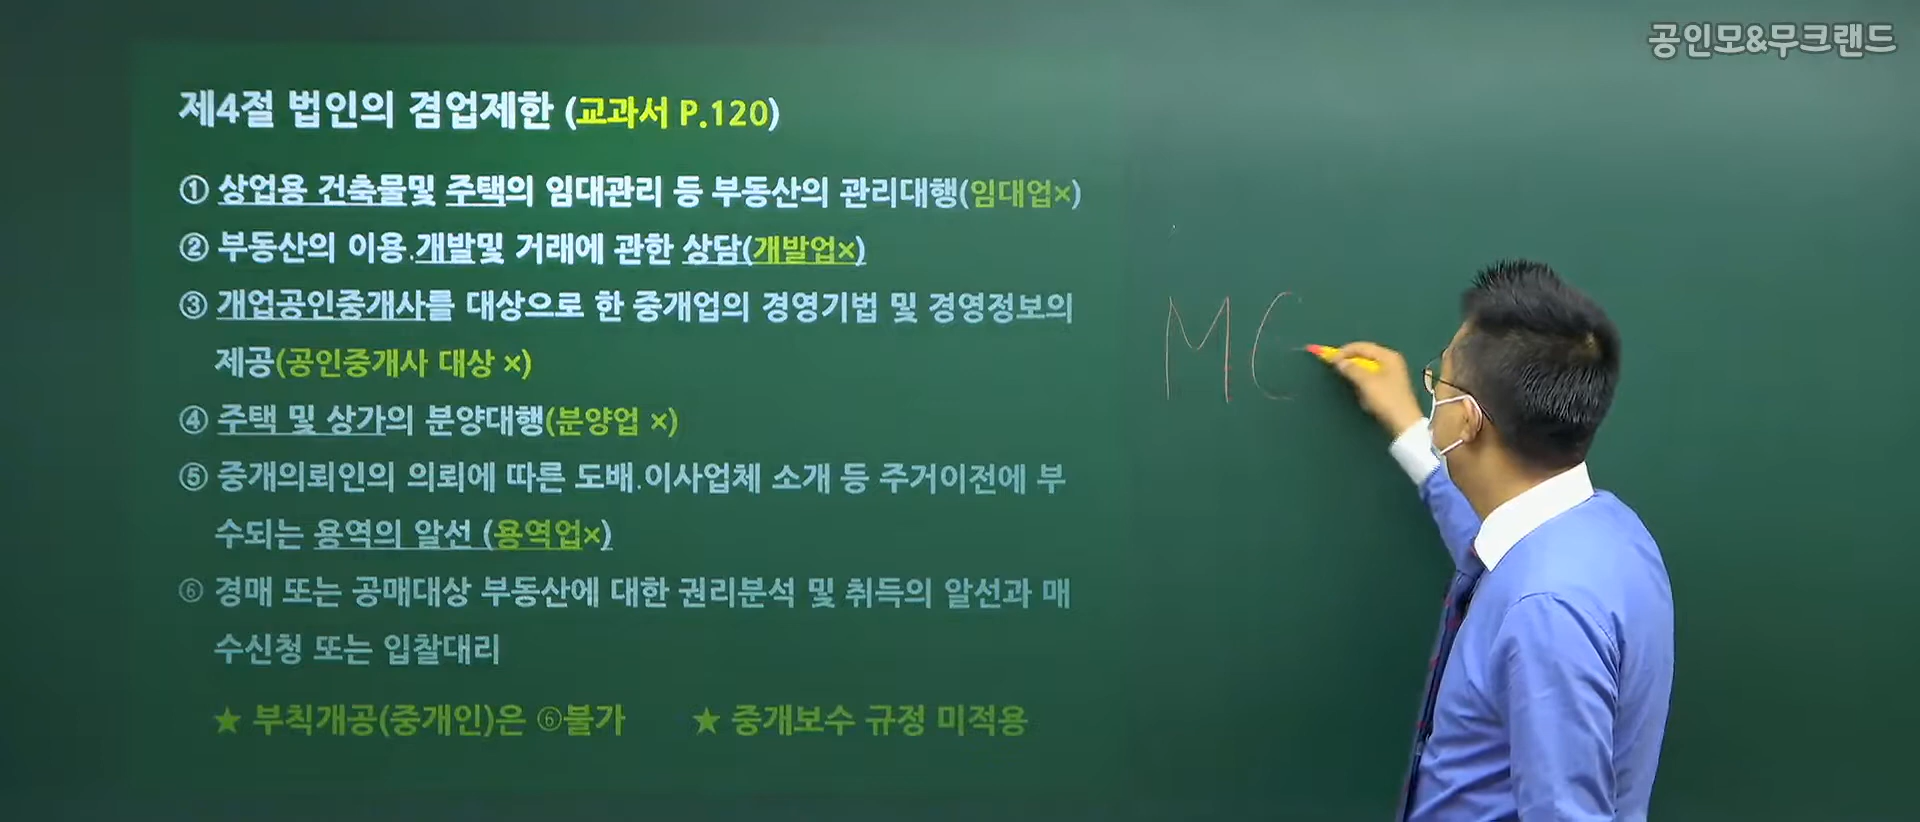 공인모&무크랜드
제4절 법인의 겸업제한 (교과서 P.120)
① 상업용 건축물및 주택의 임대관리 등 부동산의 관리대행(임대업×)
② 부동산의 이용.개발및 거래에 관한 상담(개발업×)
③ 개업공인중개사를 대상으로 한 중개업의 경영기법 및 경영정보의
제공(공인중개사 대상 ×)
④ 주택 및 상가의 분양대행(분양업 ×)
⑤ 중개의뢰인의 의뢰에 따른 도배.이사업체 소개 등 주거이전에 부
수되는 용역의 알선 (용역업×)
⑥ 경매 또는 공매대상 부동산에 대한 권리분석 및 취득의 알선과 매
수신청 또는 입찰대리
★ 부칙개공(중개인)은 ⑥불가 ★ 중개보수 규정 미적용
MC